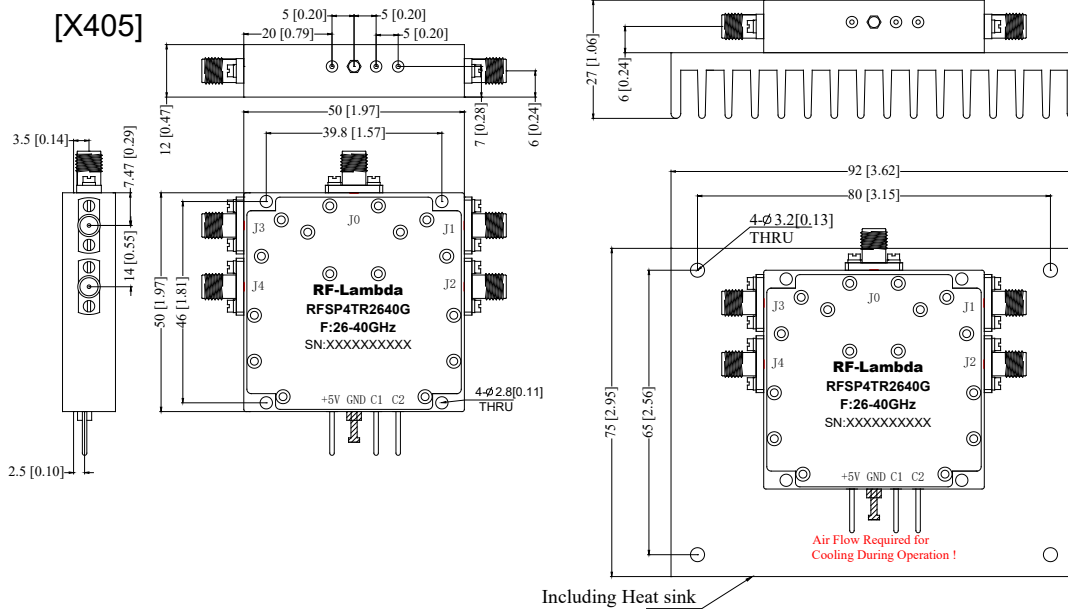 [X405]
5 [0.20]
5 [0.20]
20 [0.79]
5 [0.20]
12 [0.47]
50 [1.97]
7 [0.28]
6 [0.24]
39.8 [1.57]
3.5 [0.14]
7.47 [0.29]
14 [0.55]
2.5 [0.10]
50 [1.97]
46 [1.81]
J0
J3
J1
J4
J2
RF-Lambda
RFSP4TR2640G
F:26-40GHz
SN:XXXXXXXXXX
+5V GND C1 C2
4-Ø2.8[0.11]
THRU
27 [1.06]
6 [0.24]
92 [3.62]
80 [3.15]
4-Ø3.2[0.13]
THRU
75 [2.95]
65 [2.56]
J0
J3
J1
J4
J2
RF-Lambda
RFSP4TR2640G
F:26-40GHz
SN:XXXXXXXXXX
+5V GND C1 C2
Air Flow Required for
Cooling During Operation !
Including Heat sink